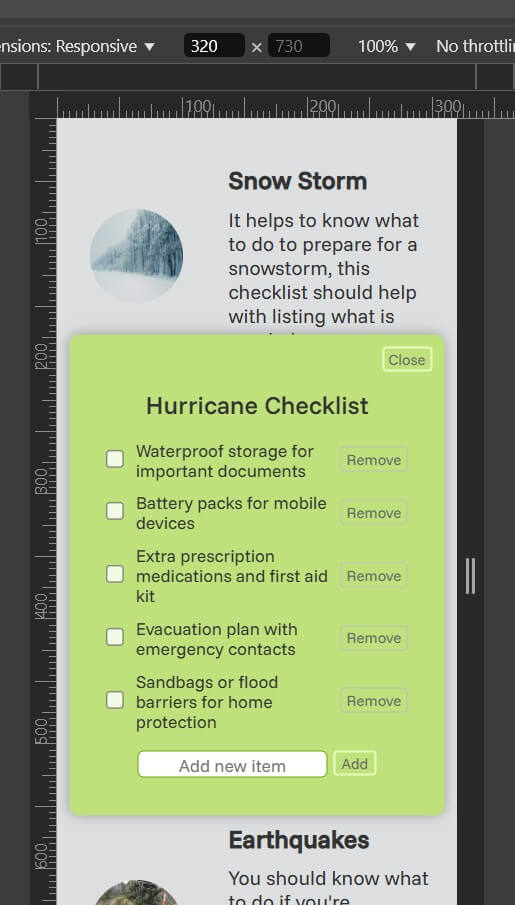 ensions: Responsive ▼ 320 × 730 100% ▼ No throttlin
100 200 300
100
200
300
400
500
600
Snow Storm
It helps to know what
to do to prepare for a
snowstorm, this
checklist should help
with listing what is
Close
Hurricane Checklist
Waterproof storage for
important documents
Remove
Battery packs for mobile
devices
Remove
Extra prescription
medications and first aid
kit
Remove
Evacuation plan with
emergency contacts
Remove
Sandbags or flood
barriers for home
protection
Remove
Add new item
Add
Earthquakes
You should know what
to do if you're